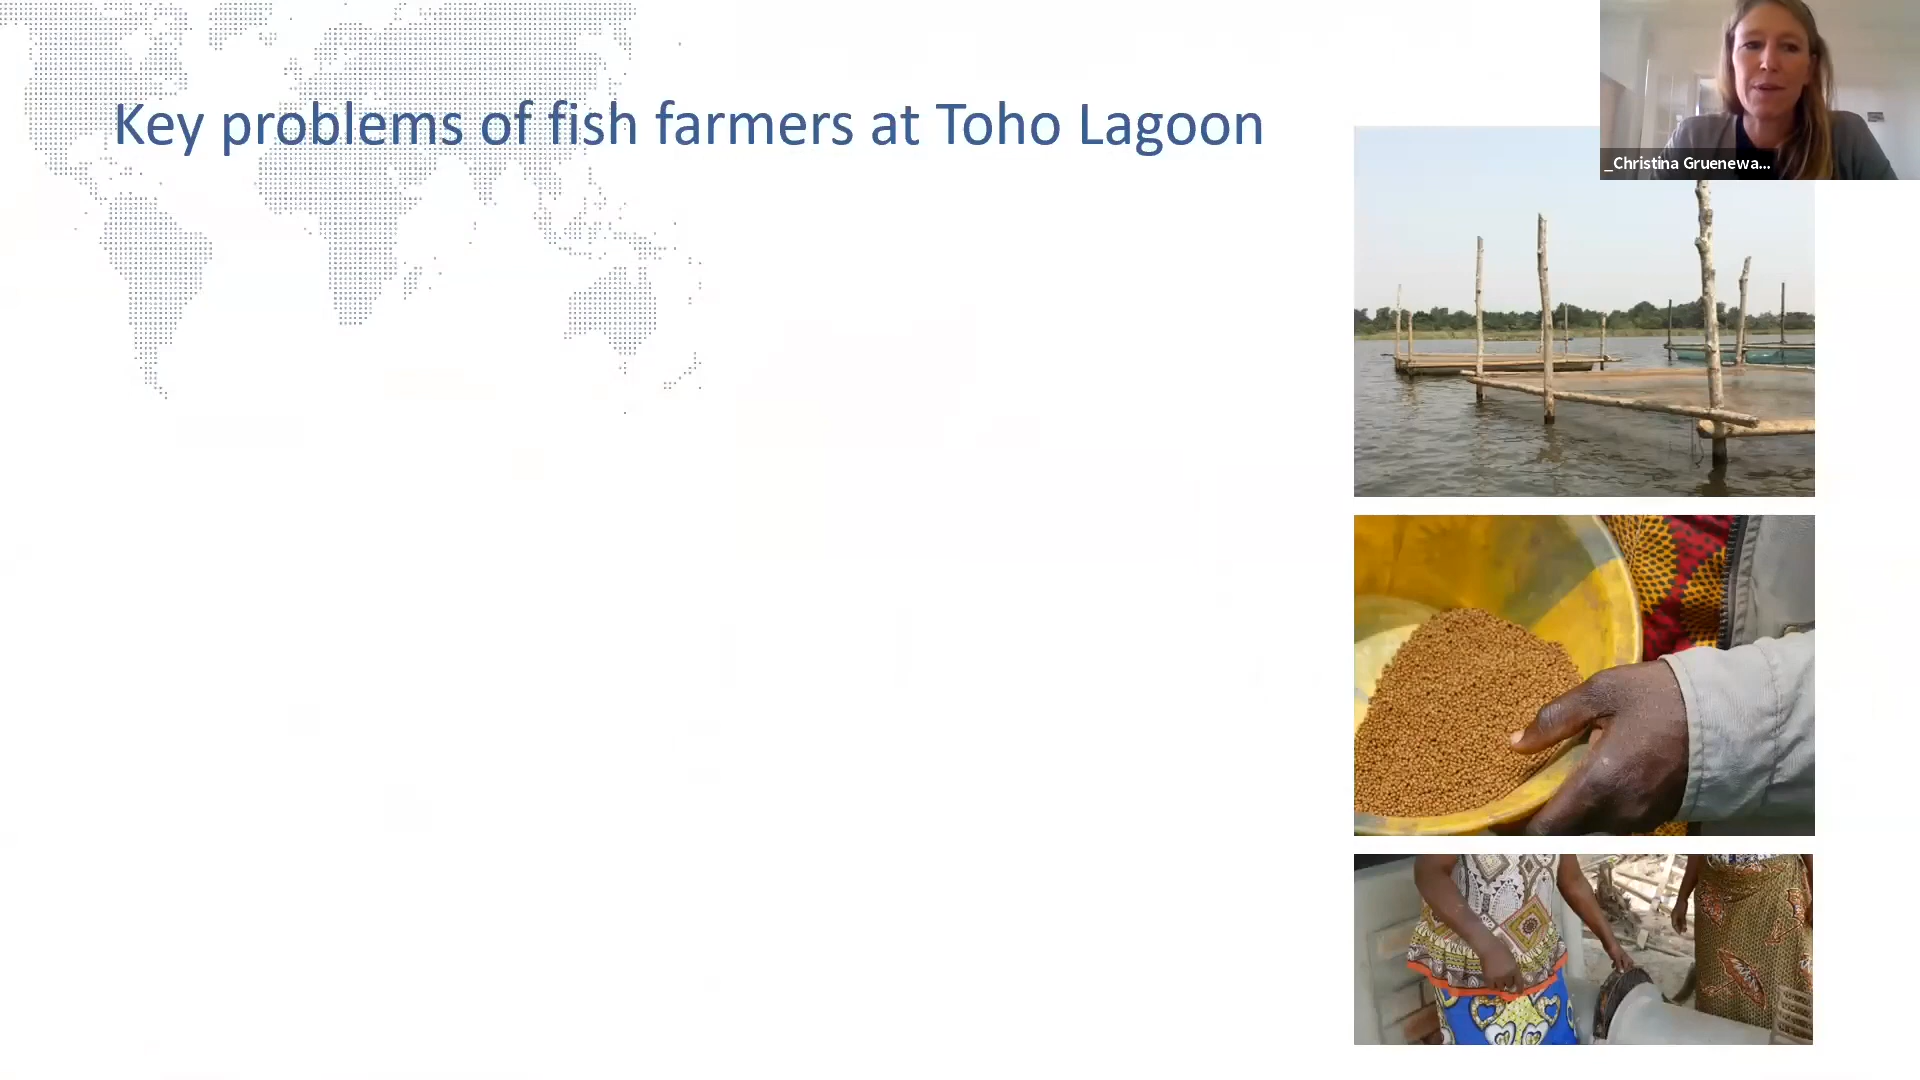 Key problems of fish farmers at Toho Lagoon
_Christina Gruenewa...